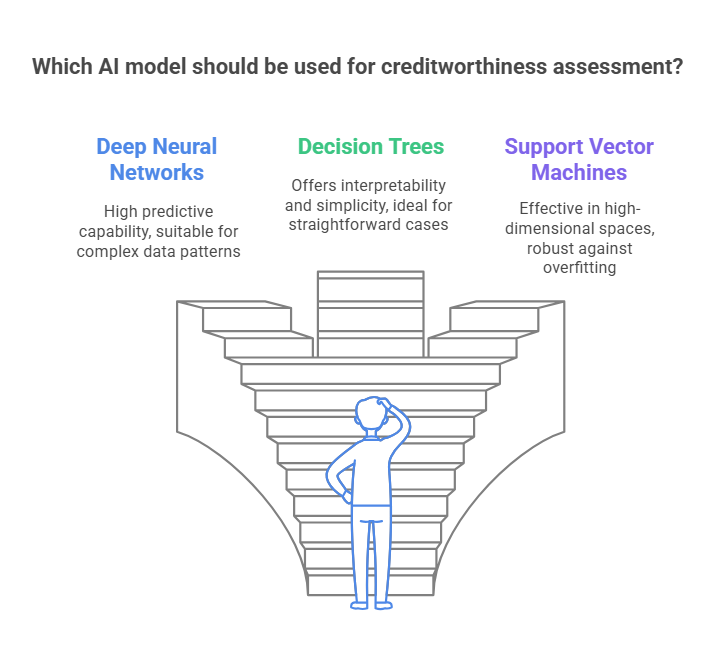 Which AI model should be used for creditworthiness assessment?
Deep Neural
Networks
High predictive
capability, suitable for
complex data patterns
Decision Trees
Offers interpretability
and simplicity, ideal for
straightforward cases
Support Vector
Machines
Effective in high-
dimensional spaces,
robust against
overfitting